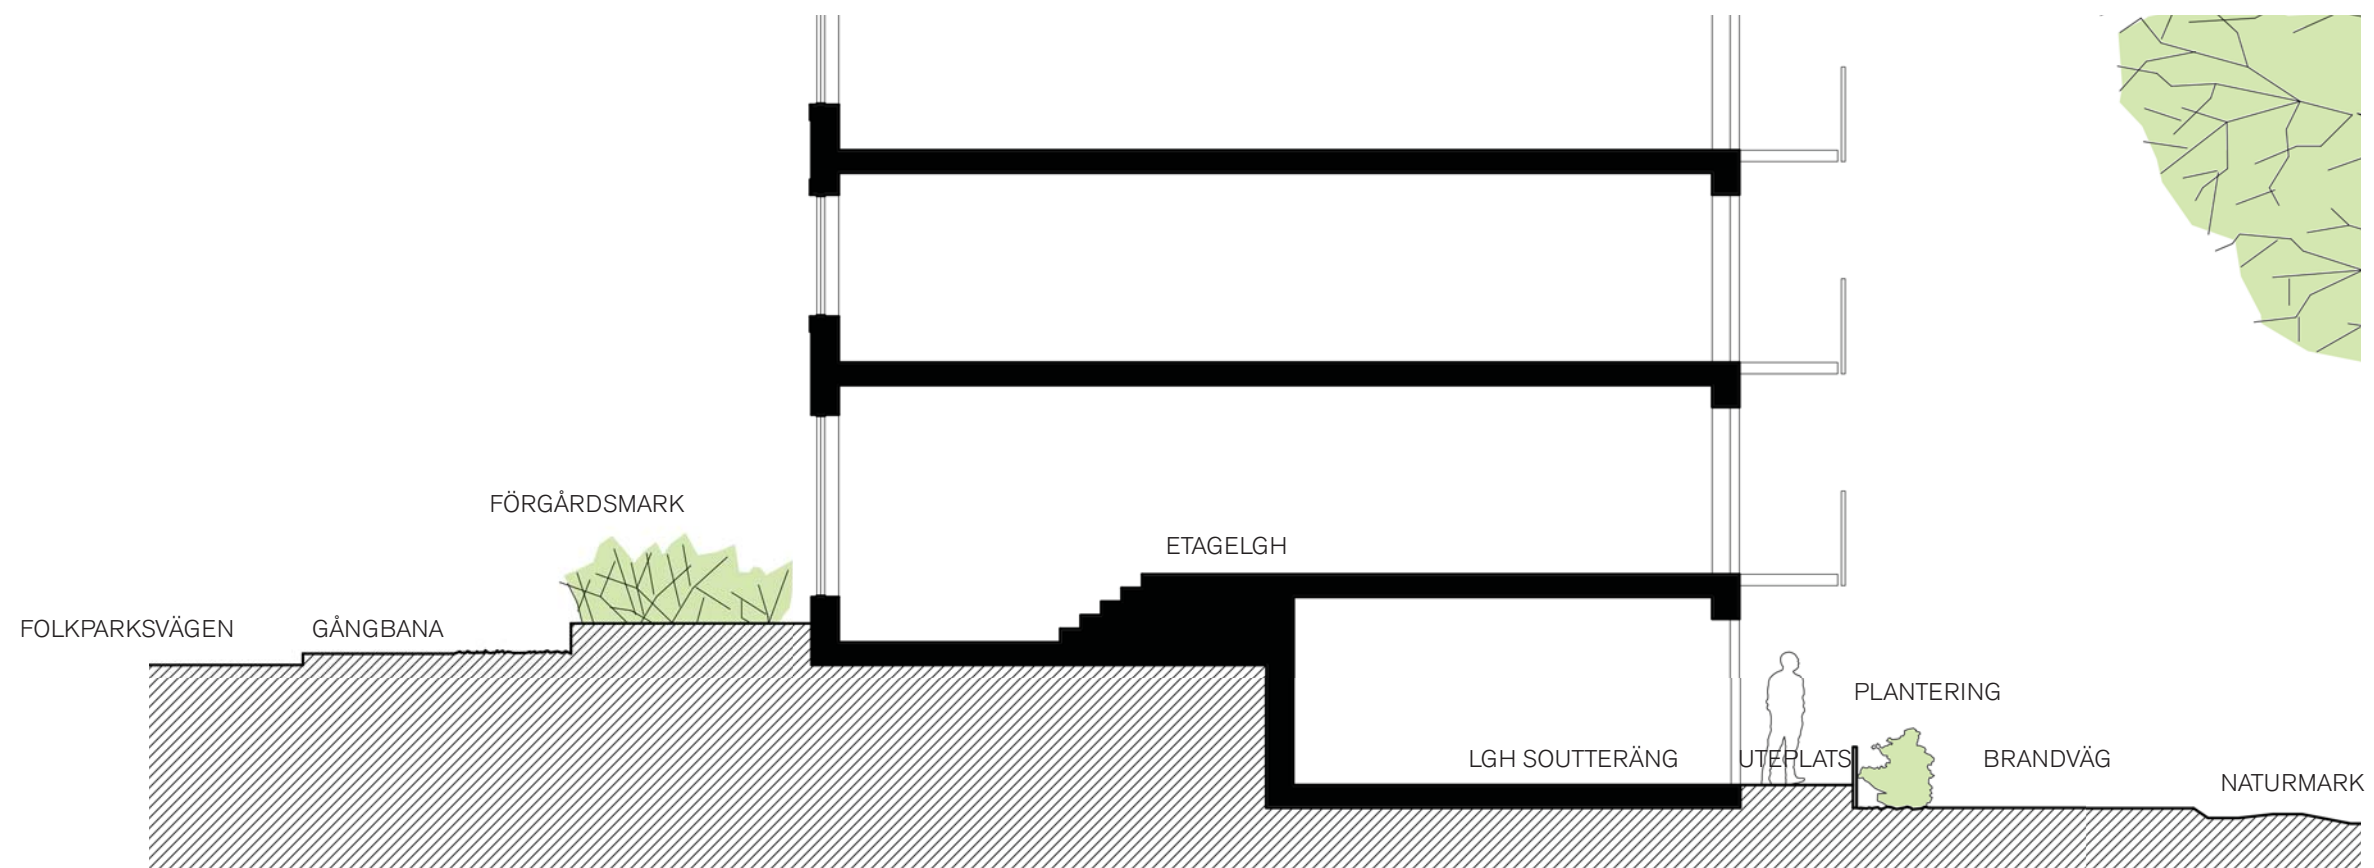 FÖRGÅRDSMARK
ETAGELGH
FOLKPARKSVÄGEN
GÅNGBANA
PLANTERING
LGH SOUTTERÄNG
UTEPLATS
BRANDVÄG
NATURMARK